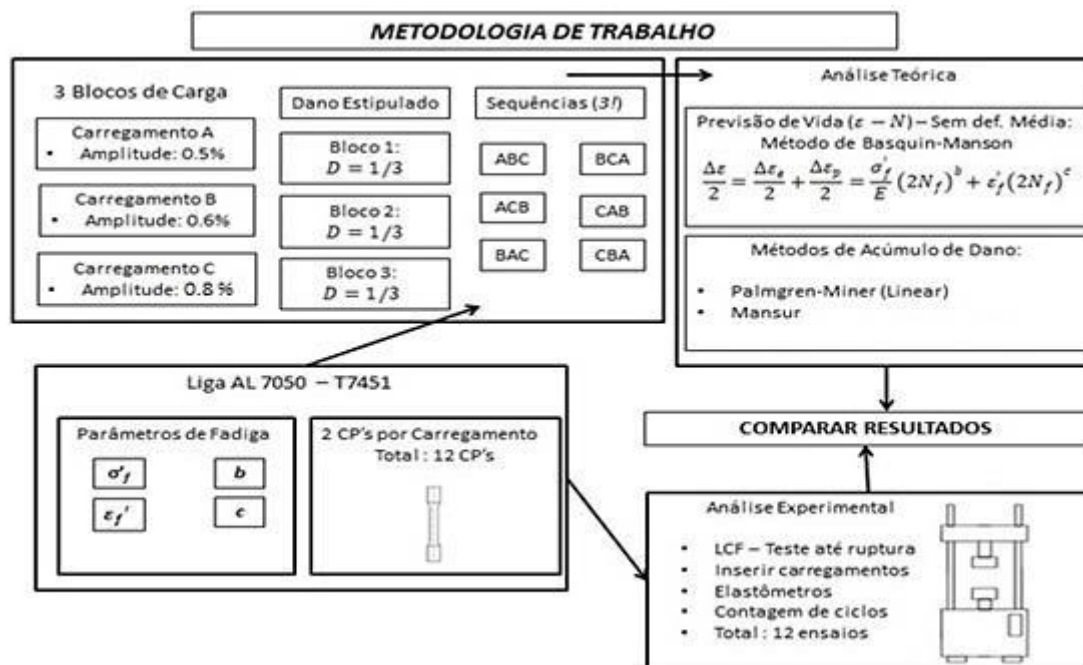 METODOLOGIA DE TRABALHO
3 Blocos de Carga
Carregamento A
• Amplitude: 0.5%
Carregamento B
• Amplitude: 0.6%
Carregamento C
• Amplitude: 0.8 %
Dano Estipulado
Bloco 1:
D = 1/3
Bloco 2:
D = 1/3
Bloco 3:
D = 1/3
Sequências (3!)
ABC
BCA
ACB
CAB
BAC
CBA
Análise Teórica
Previsão de Vida (ε − N) – Sem def. Média:
Método de Basquin-Manson
Δε/2 = Δεₑ/2 + Δεₚ/2 = σ'f/E (2Nf)ᵇ + ε'f(2Nf)ᶜ
Métodos de Acúmulo de Dano:
• Palmgren-Miner (Linear)
• Mansur
Liga AL 7050 – T7451
Parâmetros de Fadiga
σ'f
b
εf'
c
2 CP's por Carregamento
Total : 12 CP's
COMPARAR RESULTADOS
Análise Experimental
• LCF – Teste até ruptura
• Inserir carregamentos
• Elastômetros
• Contagem de ciclos
• Total : 12 ensaios